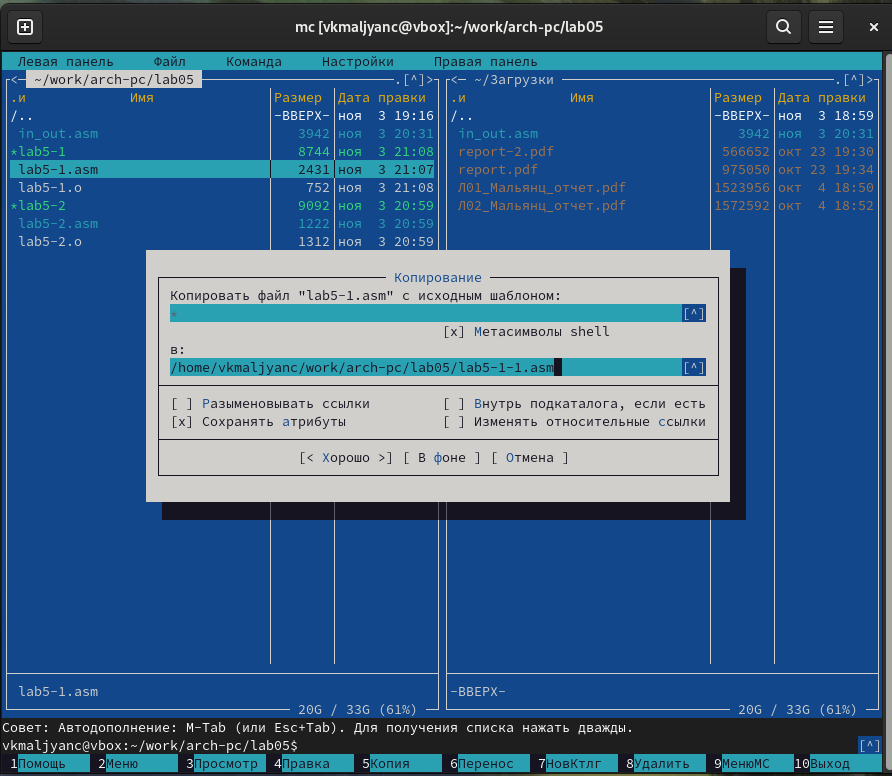 mc [vkmaljyanc@vbox]:~/work/arch-pc/lab05
Левая панель Файл Команда Настройки Правая панель
<— ~/work/arch-pc/lab05 .[^]> <— ~/Загрузки .[^]>
.и Имя Размер Дата правки .и Имя Размер Дата правки
/.. -ВВЕРХ- ноя 3 19:16 /.. -ВВЕРХ- ноя 3 18:59
in_out.asm 3942 ноя 3 20:31 in_out.asm 3942 ноя 3 20:31
*lab5-1 8744 ноя 3 21:08 report-2.pdf 566652 окт 23 19:30
lab5-1.asm 2431 ноя 3 21:07 report.pdf 975050 окт 23 19:34
lab5-1.o 752 ноя 3 21:08 Л01_Мальянц_отчет.pdf 1523956 окт 4 18:50
*lab5-2 9092 ноя 3 20:59 Л02_Мальянц_отчет.pdf 1572592 окт 4 18:52
lab5-2.asm 1222 ноя 3 20:59
lab5-2.o 1312 ноя 3 20:59
Копирование
Копировать файл "lab5-1.asm" с исходным шаблоном:
* [^]
[x] Метасимволы shell
в:
/home/vkmaljyanc/work/arch-pc/lab05/lab5-1-1.asm [^]
[ ] Разыменовывать ссылки [ ] Внутрь подкаталога, если есть
[x] Сохранять атрибуты [ ] Изменять относительные ссылки
[< Хорошо >] [ В фоне ] [ Отмена ]
lab5-1.asm -ВВЕРХ-
20G / 33G (61%) 20G / 33G (61%)
Совет: Автодополнение: M-Tab (или Esc+Tab). Для получения списка нажать дважды.
vkmaljyanc@vbox:~/work/arch-pc/lab05$ [^]
1Помощь 2Меню 3Просмотр 4Правка 5Копия 6Перенос 7НовКтлг 8Удалить 9МенюМС 10Выход